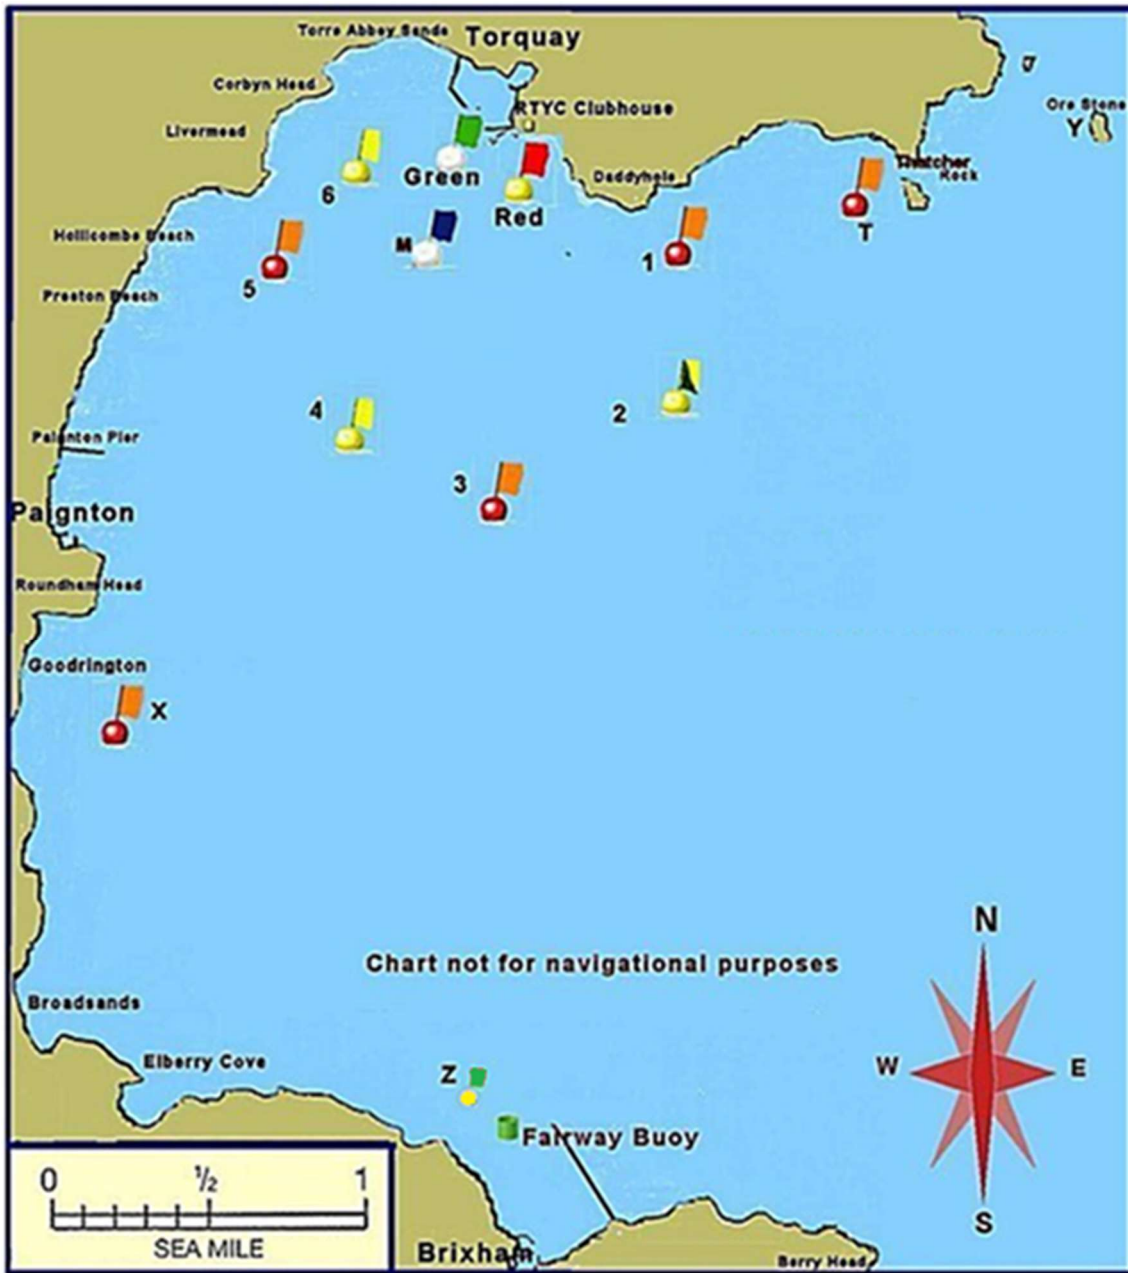 Torre Abbey Sands
Torquay
Corbyn Head
RTYC Clubhouse
Ore Stone
Y
Livermead
Green
Daddyhole
Thatcher
Rock
6
Red
T
Hollicombe Beach
M
1
5
Preston Beach
4
2
Paignton Pier
3
Paignton
Roundham Head
Goodrington
X
N
Chart not for navigational purposes
Broadsands
Elberry Cove
W
E
Z
Fairway Buoy
0
½
1
S
SEA MILE
Brixham
Berry Head